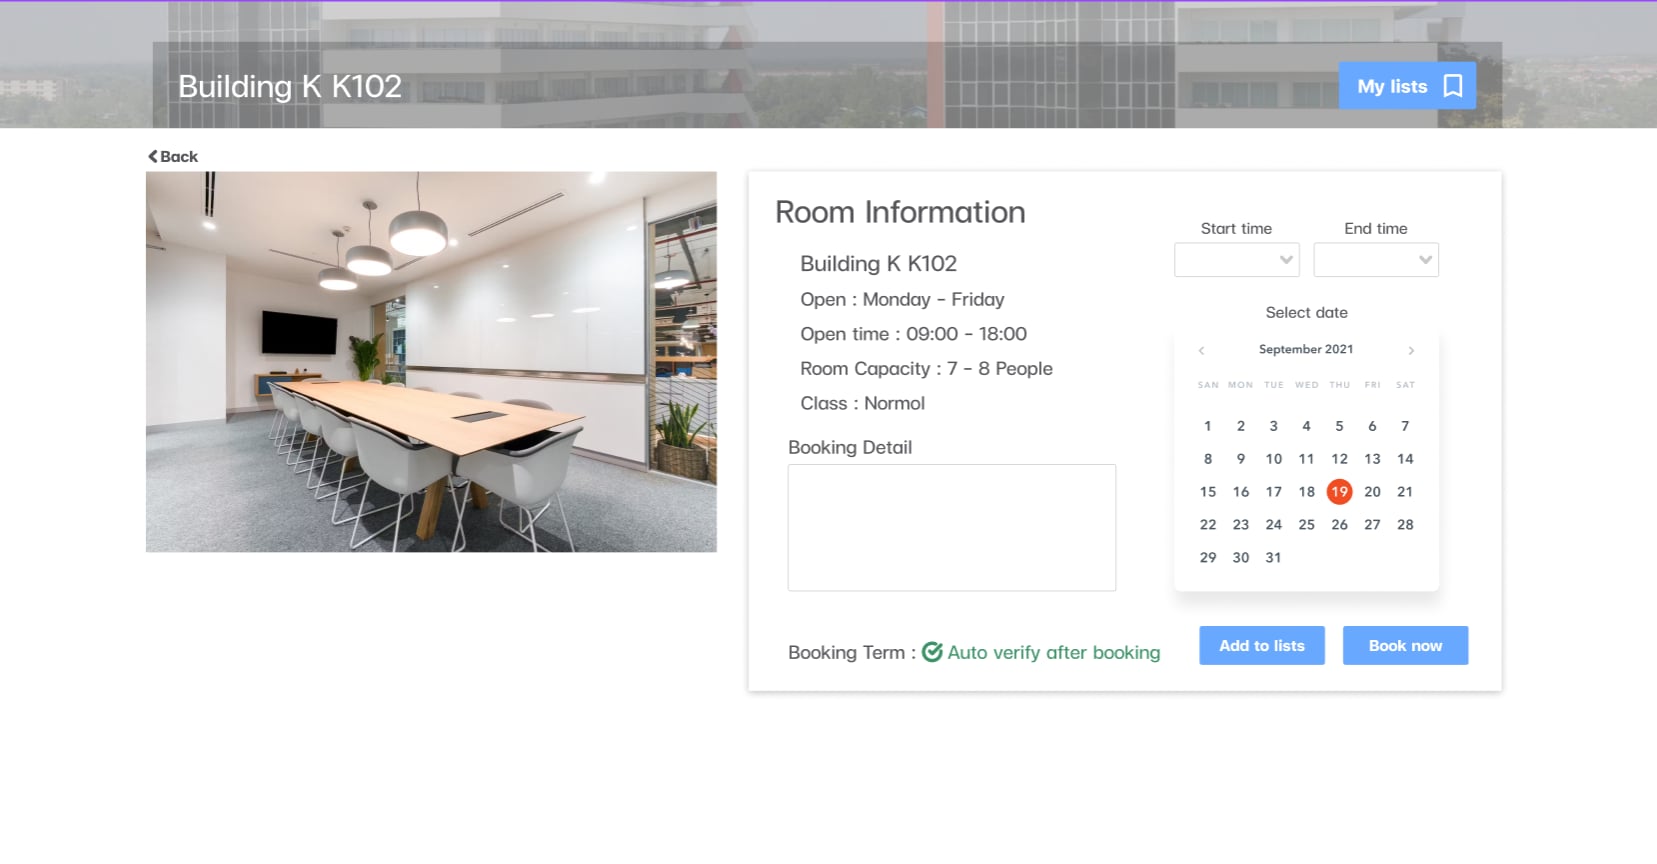 Building K K102
My lists
Back
Room Information
Building K K102
Open : Monday - Friday
Open time : 09:00 - 18:00
Room Capacity : 7 - 8 People
Class : Normol
Booking Detail
Booking Term : Auto verify after booking
Start time End time
Select date
September 2021
SAN MON TUE WED THU FRI SAT
1 2 3 4 5 6 7
8 9 10 11 12 13 14
15 16 17 18 19 20 21
22 23 24 25 26 27 28
29 30 31
Add to lists Book now